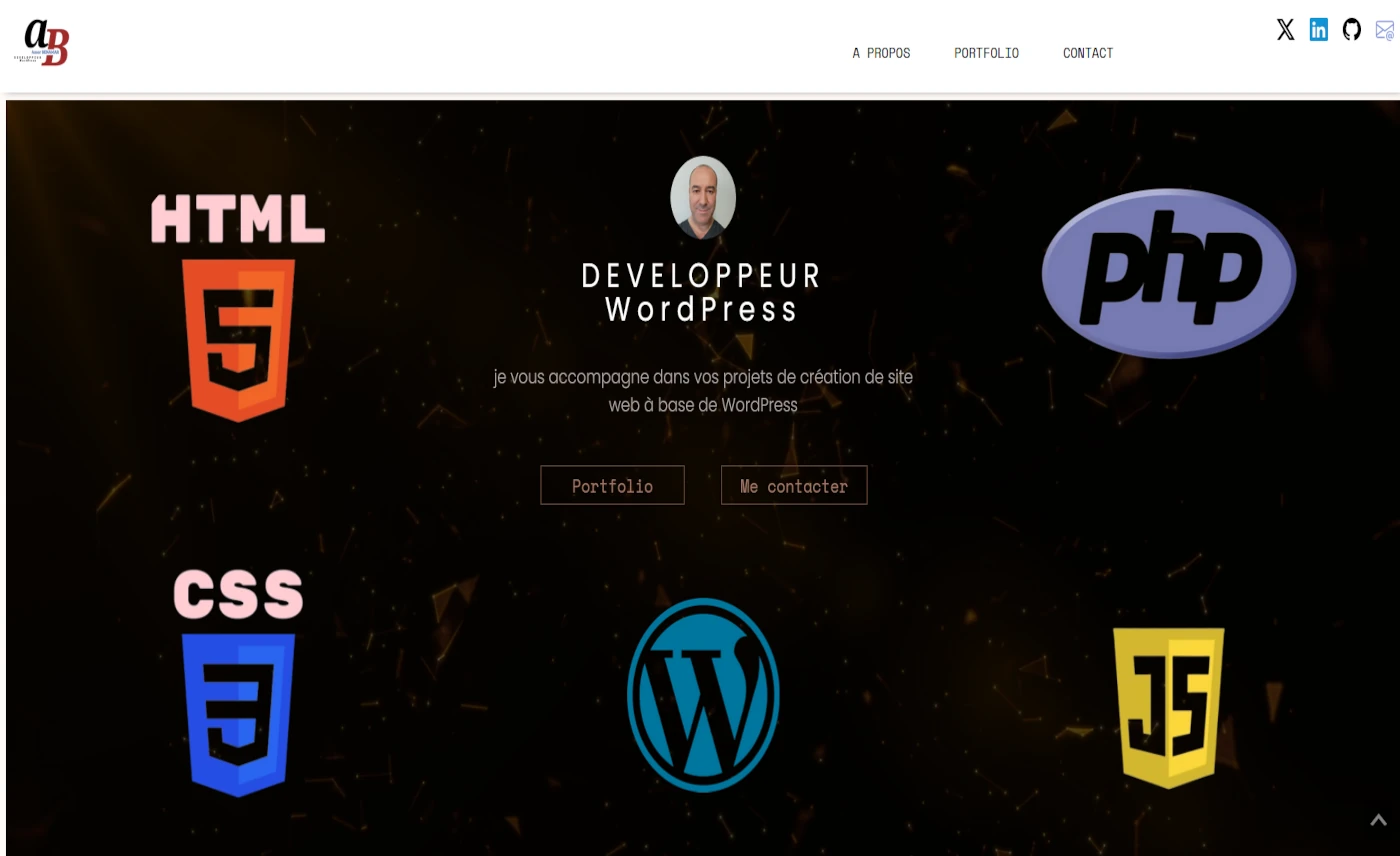 aB
A PROPOS
PORTFOLIO
CONTACT
in
HTML
5
php
DEVELOPPEUR
WordPress
je vous accompagne dans vos projets de création de site
web à base de WordPress
Portfolio
Me contacter
CSS
3
W
JS